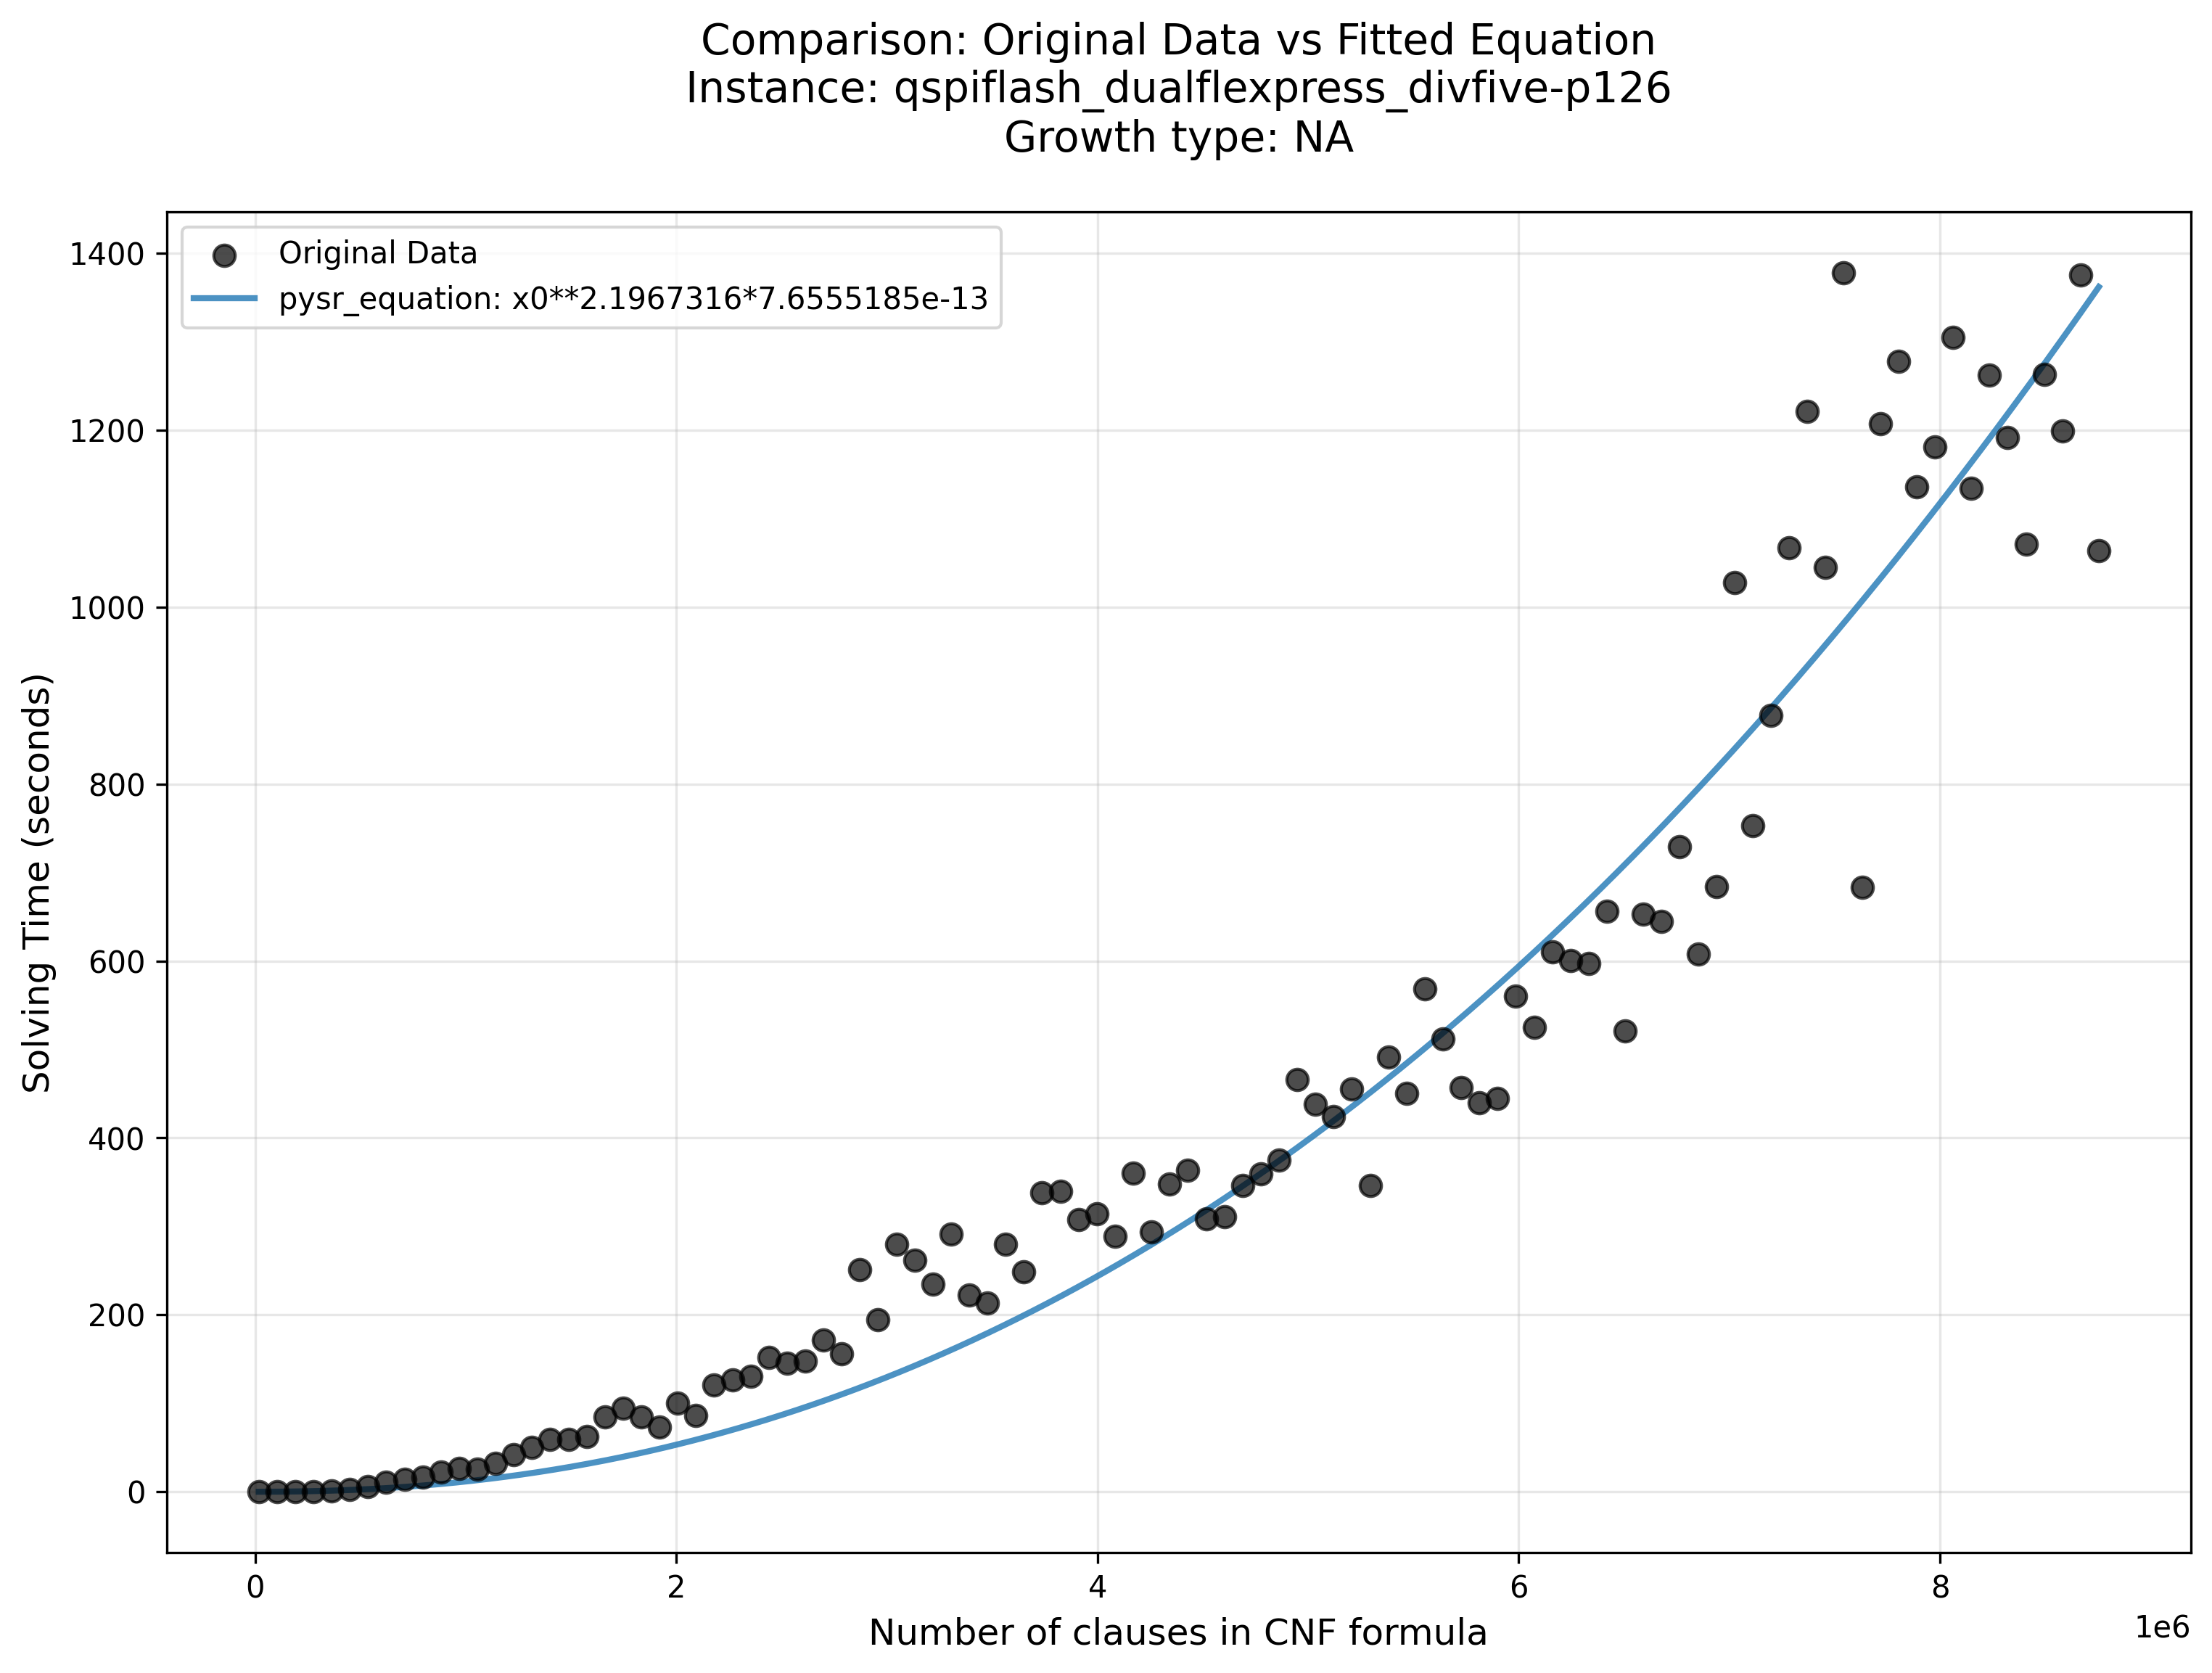 Comparison: Original Data vs Fitted Equation
Instance: qspiflash_dualflexpress_divfive-p126
Growth type: NA
Original Data
pysr_equation: x0**2.1967316*7.6555185e-13
1400
1200
1000
800
600
400
200
0
Solving Time (seconds)
0 2 4 6 8
1e6
Number of clauses in CNF formula